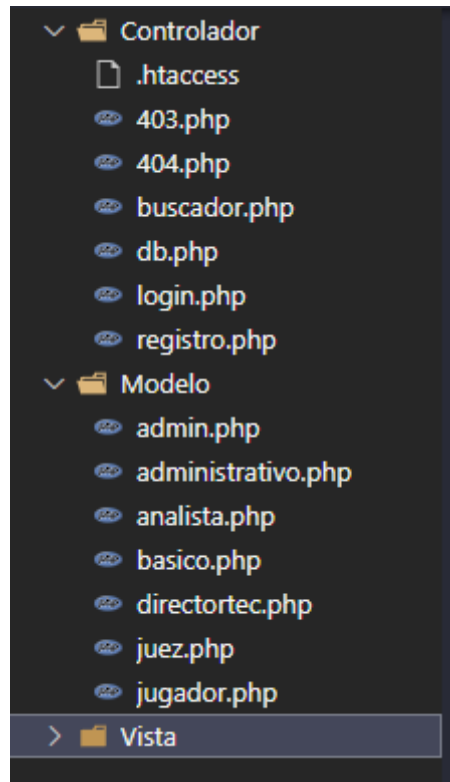 Controlador
.htaccess
403.php
404.php
buscador.php
db.php
login.php
registro.php
Modelo
admin.php
administrativo.php
analista.php
basico.php
directortec.php
juez.php
jugador.php
Vista